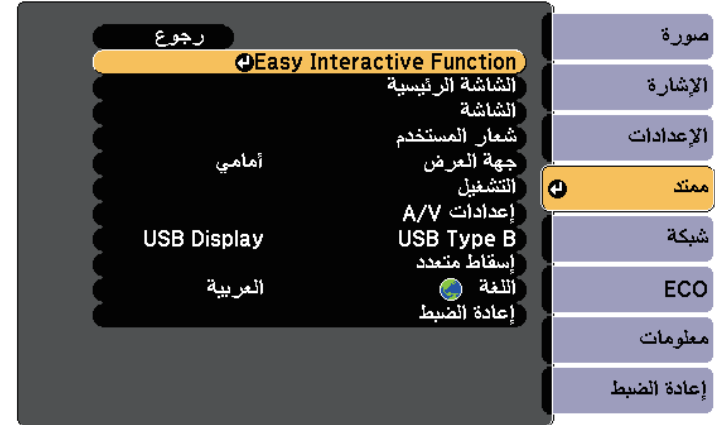 صورة
الإشارة
الإعدادات
ممتد
شبكة
ECO
معلومات
إعادة الضبط
رجوع
Easy Interactive Function
الشاشة الرئيسية
الشاشة
شعار المستخدم
جهة العرض أمامي
التشغيل
إعدادات A/V
USB Type B USB Display
إسقاط متعدد
اللغة العربية
إعادة الضبط